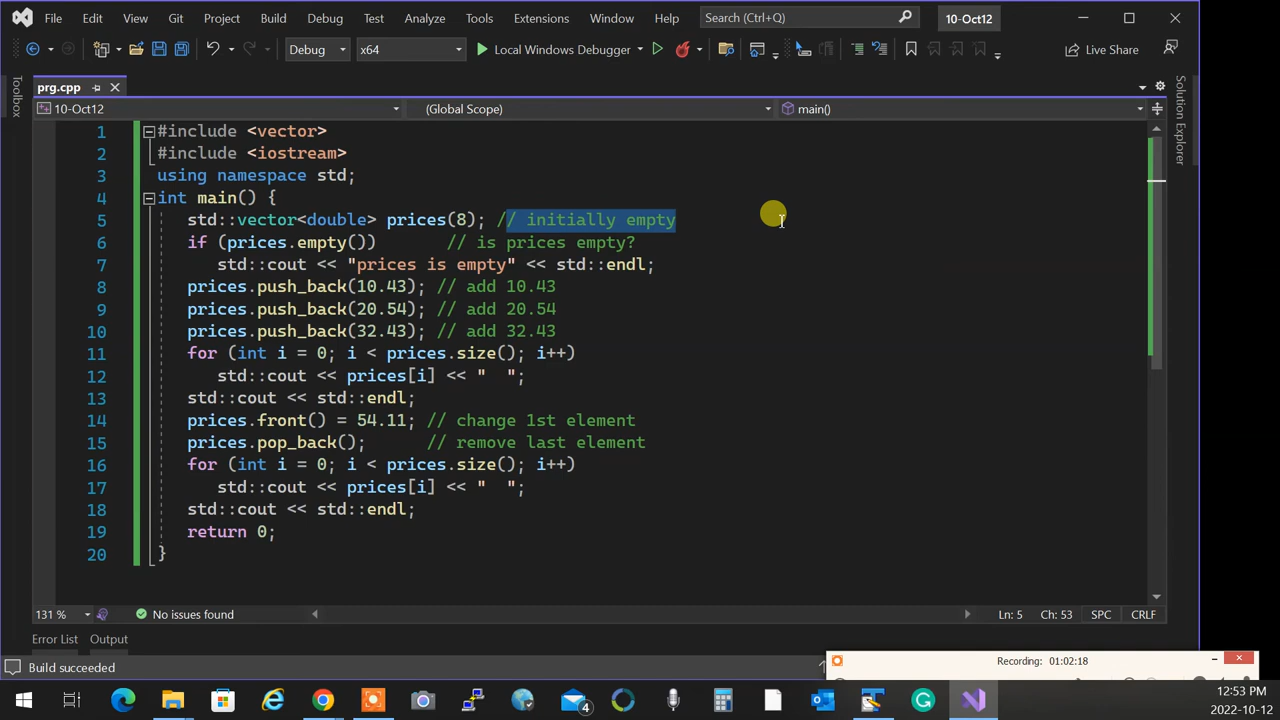 File Edit View Git Project Build Debug Test Analyze Tools Extensions Window Help Search (Ctrl+Q) 10-Oct12
Debug x64 Local Windows Debugger Live Share
prg.cpp
10-Oct12 (Global Scope) main()
Toolbox
Solution Explorer
1 #include <vector>
2 #include <iostream>
3 using namespace std;
4 int main() {
5 std::vector<double> prices(8); // initially empty
6 if (prices.empty()) // is prices empty?
7 std::cout << "prices is empty" << std::endl;
8 prices.push_back(10.43); // add 10.43
9 prices.push_back(20.54); // add 20.54
10 prices.push_back(32.43); // add 32.43
11 for (int i = 0; i < prices.size(); i++)
12 std::cout << prices[i] << "  ";
13 std::cout << std::endl;
14 prices.front() = 54.11; // change 1st element
15 prices.pop_back(); // remove last element
16 for (int i = 0; i < prices.size(); i++)
17 std::cout << prices[i] << "  ";
18 std::cout << std::endl;
19 return 0;
20 }
131 % No issues found Ln: 5 Ch: 53 SPC CRLF
Error List Output
Build succeeded
Recording: 01:02:18
4
12:53 PM
2022-10-12